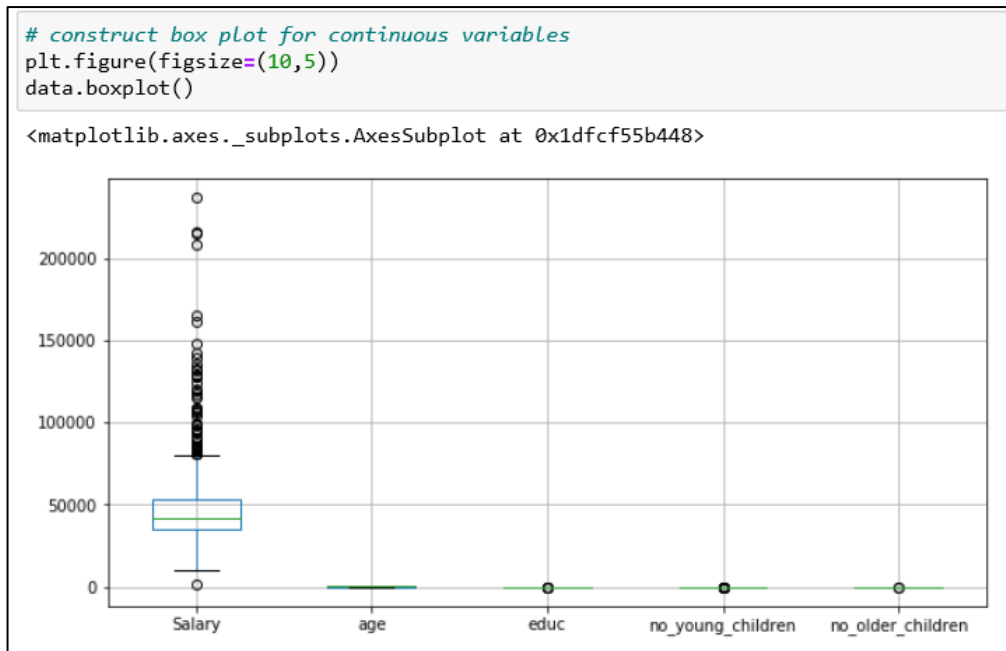 # construct box plot for continuous variables
plt.figure(figsize=(10,5))
data.boxplot()
<matplotlib.axes._subplots.AxesSubplot at 0x1dfcf55b448>
200000
150000
100000
50000
0
Salary age educ no_young_children no_older_children